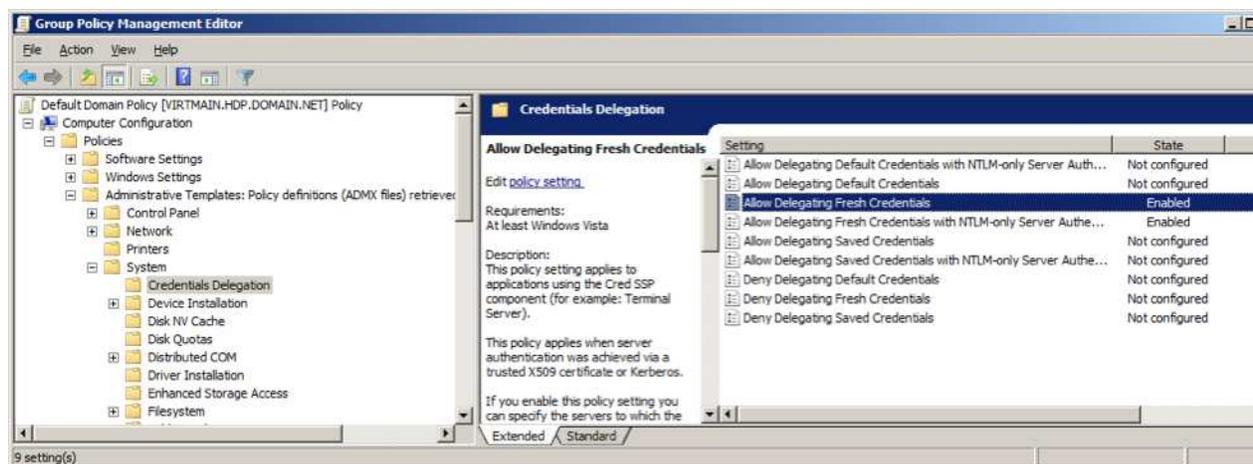 Group Policy Management Editor
File Action View Help
Default Domain Policy [VIRTMAIN.HDP.DOMAIN.NET] Policy
Computer Configuration
Policies
Software Settings
Windows Settings
Administrative Templates: Policy definitions (ADMX files) retrieved
Control Panel
Network
Printers
System
Credentials Delegation
Device Installation
Disk NV Cache
Disk Quotas
Distributed COM
Driver Installation
Enhanced Storage Access
Filesystem
Credentials Delegation
Allow Delegating Fresh Credentials
Edit policy setting
Requirements:
At least Windows Vista
Description:
This policy setting applies to
applications using the Cred SSP
component (for example: Terminal
Server).
This policy applies when server
authentication was achieved via a
trusted X509 certificate or Kerberos.
If you enable this policy setting you
can specify the servers to which the
Setting State
Allow Delegating Default Credentials with NTLM-only Server Auth... Not configured
Allow Delegating Default Credentials Not configured
Allow Delegating Fresh Credentials Enabled
Allow Delegating Fresh Credentials with NTLM-only Server Authe... Enabled
Allow Delegating Saved Credentials Not configured
Allow Delegating Saved Credentials with NTLM-only Server Authe... Not configured
Deny Delegating Default Credentials Not configured
Deny Delegating Fresh Credentials Not configured
Deny Delegating Saved Credentials Not configured
Extended Standard
9 setting(s)